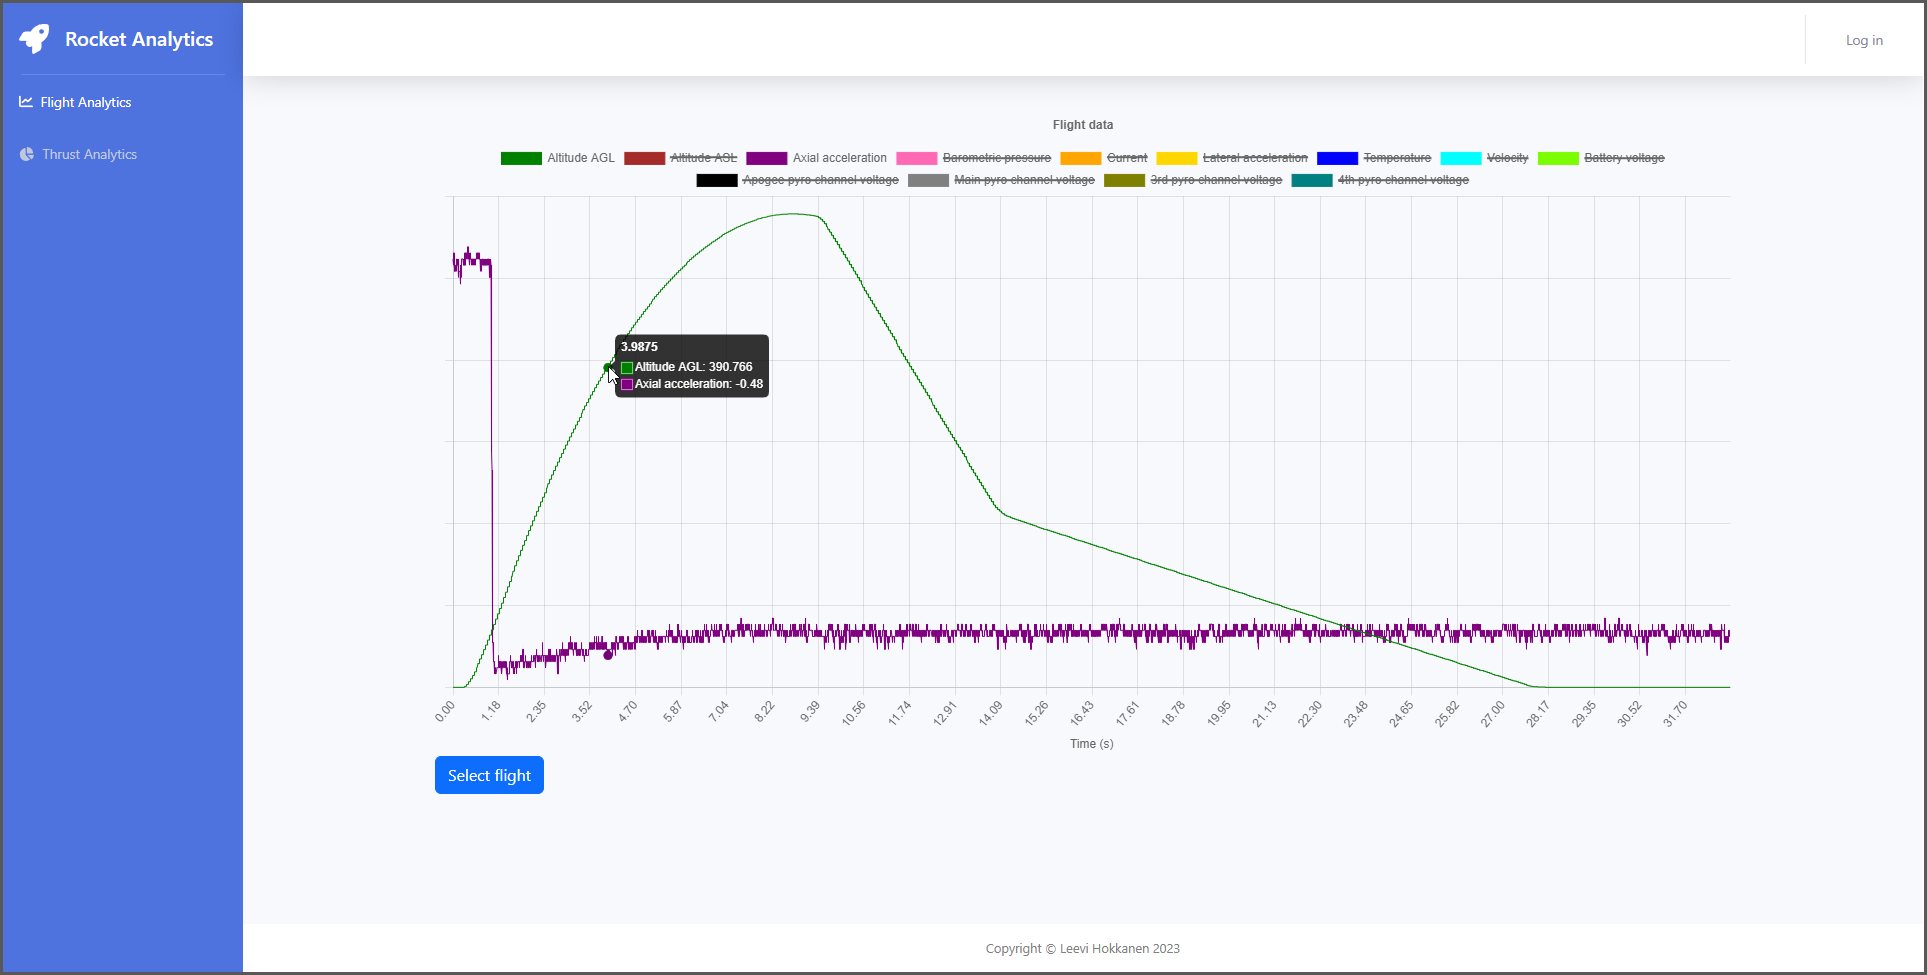 Rocket Analytics
Log in
Flight Analytics
Thrust Analytics
Flight data
Altitude AGL Altitude ASL Axial acceleration Barometric pressure Current Lateral acceleration Temperature Velocity Battery voltage
Apogee pyro channel voltage Main pyro channel voltage 3rd pyro channel voltage 4th pyro channel voltage
3.9875
Altitude AGL: 390.766
Axial acceleration: -0.48
0.00 1.18 2.35 3.52 4.70 5.87 7.04 8.22 9.39 10.56 11.74 12.91 14.09 15.26 16.43 17.61 18.78 19.95 21.13 22.30 23.48 24.65 25.82 27.00 28.17 29.35 30.52 31.70
Time (s)
Select flight
Copyright © Leevi Hokkanen 2023